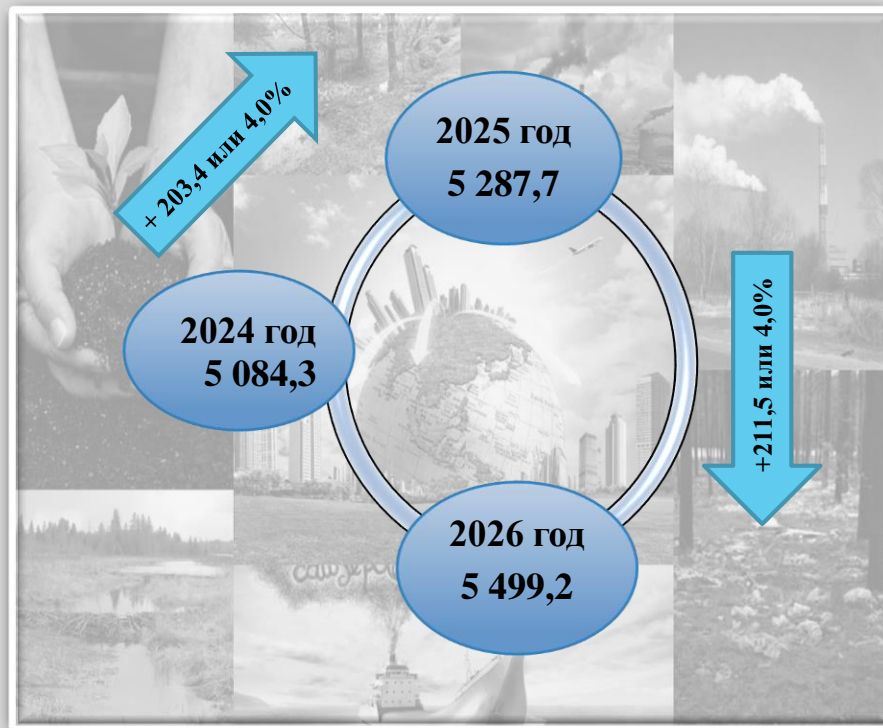 + 203,4 или 4,0%
2025 год
5 287,7
2024 год
5 084,3
+211,5 или 4,0%
2026 год
5 499,2